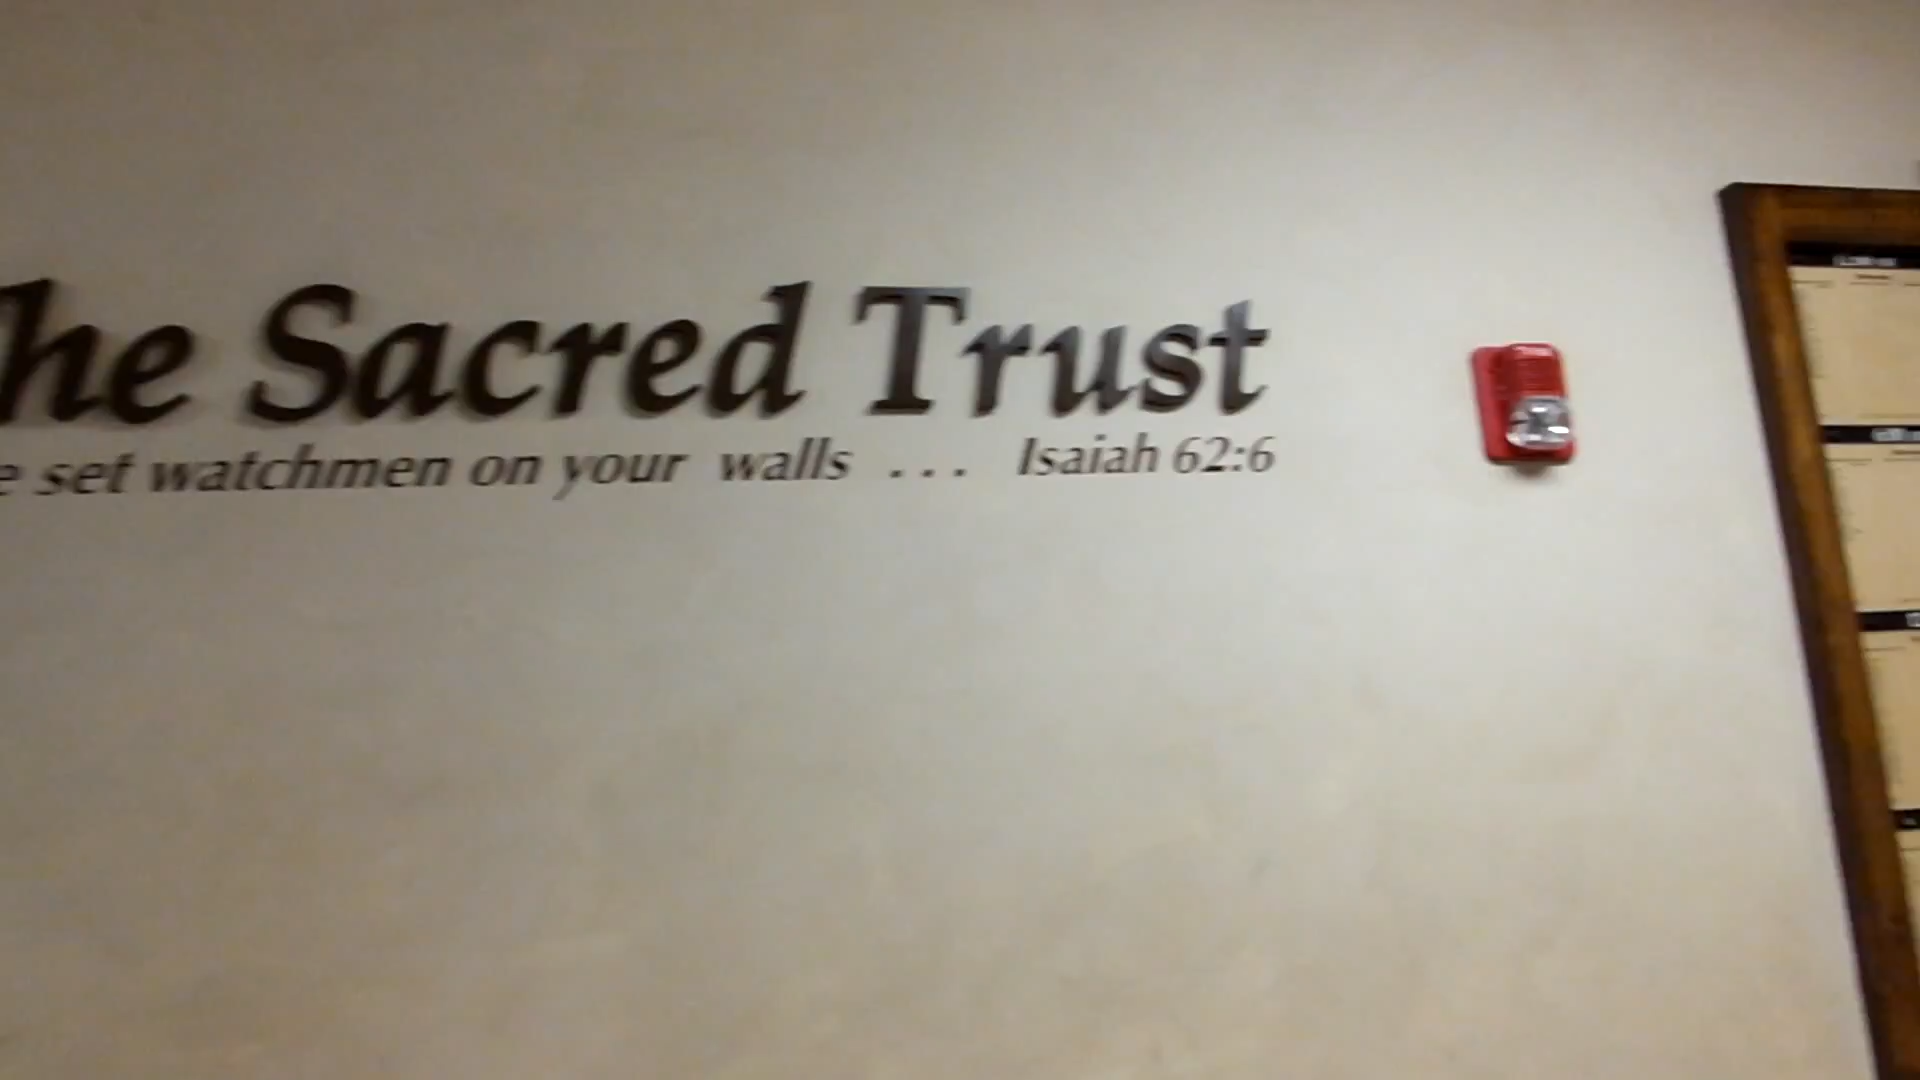 he Sacred Trust
e set watchmen on your walls ... Isaiah 62:6